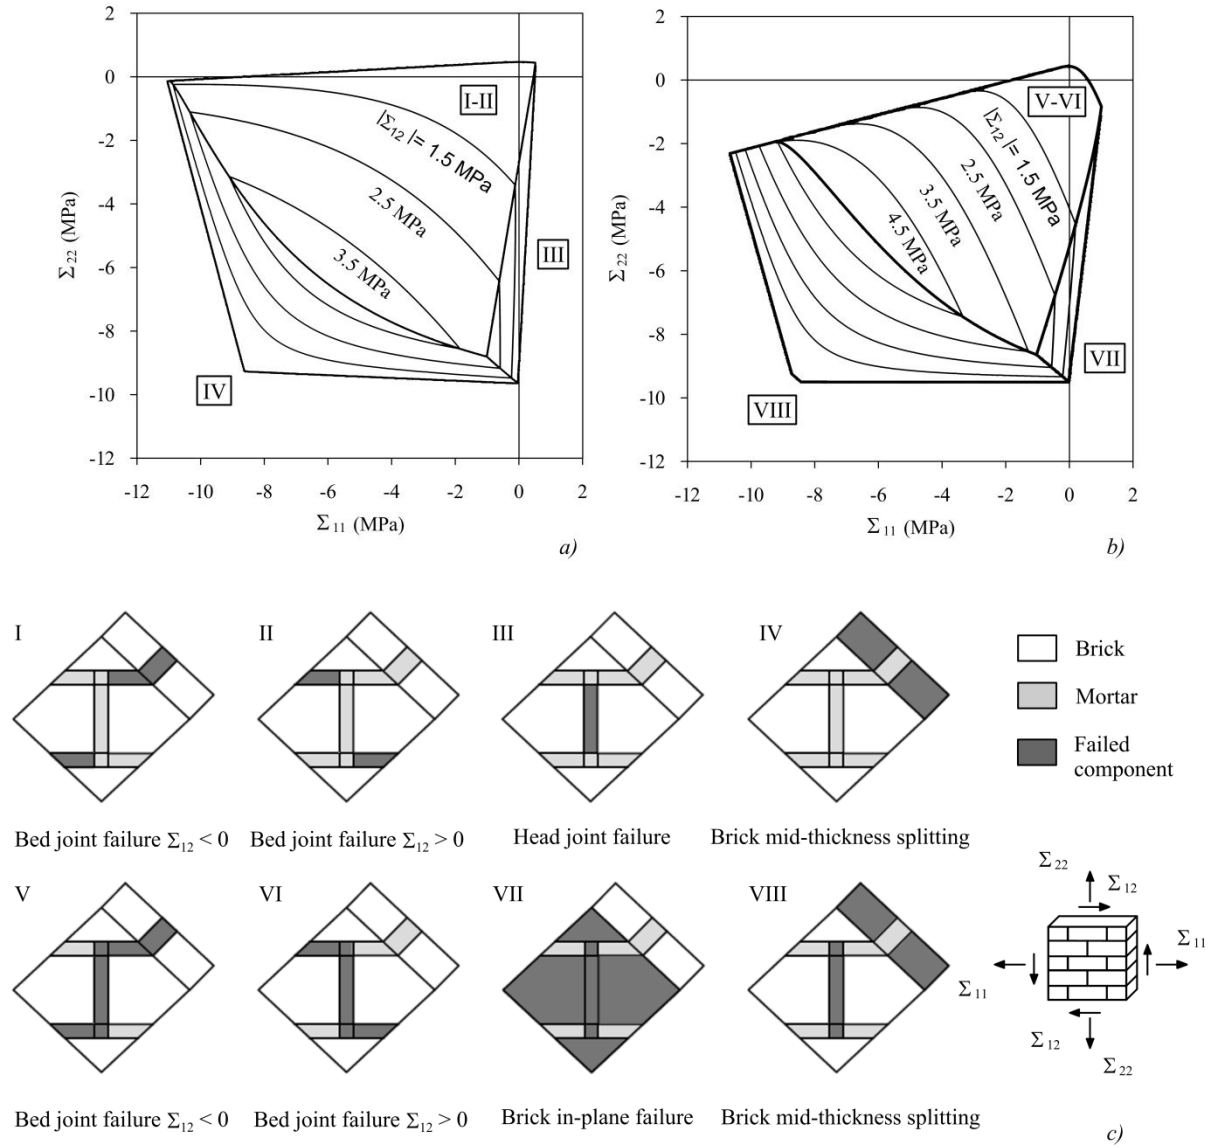 2
0
-2
-4
-6
-8
-10
-12
Σ22 (MPa)
-12 -10 -8 -6 -4 -2 0 2
Σ11 (MPa)
I-II
|Σ12|= 1.5 MPa
2.5 MPa
3.5 MPa
III
IV
a)
2
0
-2
-4
-6
-8
-10
-12
Σ22 (MPa)
-12 -10 -8 -6 -4 -2 0 2
Σ11 (MPa)
V-VI
|Σ12|= 1.5 MPa
2.5 MPa
3.5 MPa
4.5 MPa
VII
VIII
b)
I II III IV
Brick
Mortar
Failed
component
Bed joint failure Σ12 < 0
Bed joint failure Σ12 > 0
Head joint failure
Brick mid-thickness splitting
V VI VII VIII
Σ22
Σ12
Σ11
Σ11
Σ12
Σ22
Bed joint failure Σ12 < 0
Bed joint failure Σ12 > 0
Brick in-plane failure
Brick mid-thickness splitting
c)